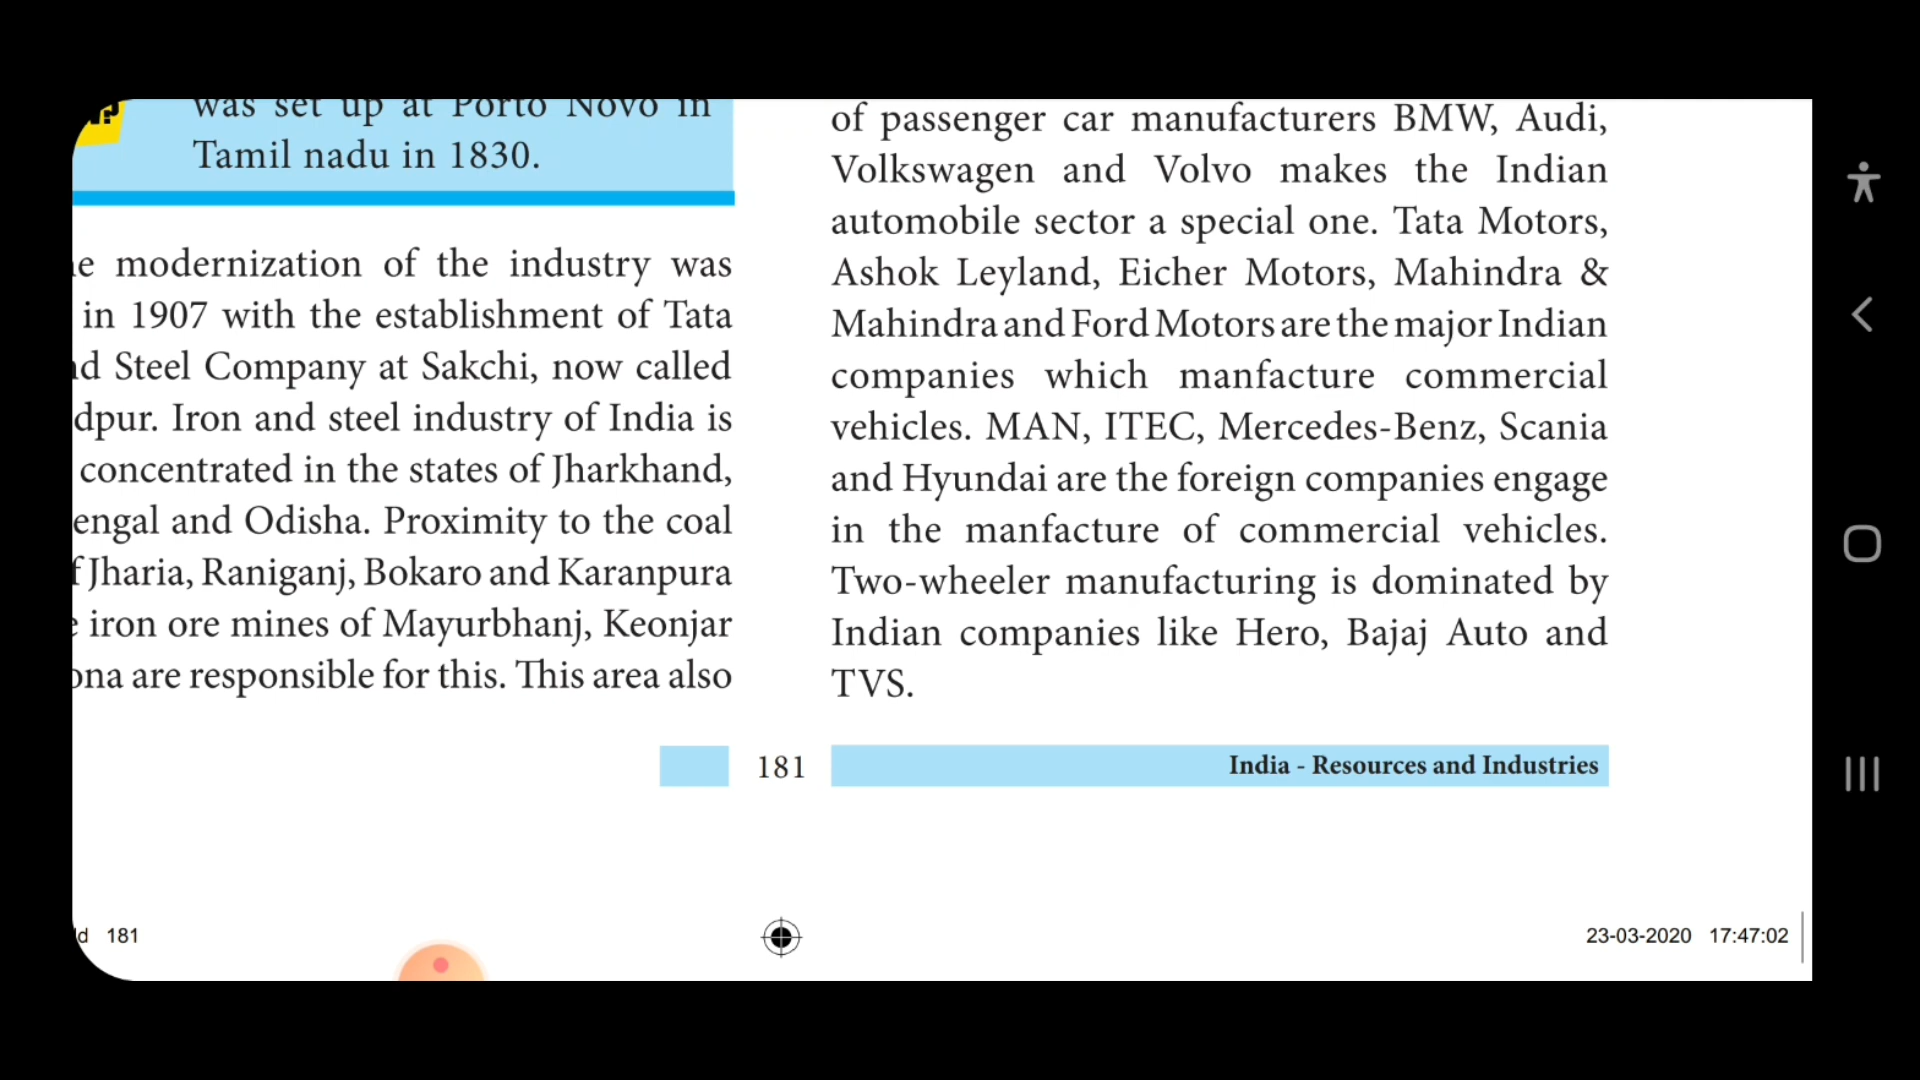 was set up at Porto Novo in
Tamil nadu in 1830.
modernization of the industry was
in 1907 with the establishment of Tata
Steel Company at Sakchi, now called
dpur. Iron and steel industry of India is
concentrated in the states of Jharkhand,
engal and Odisha. Proximity to the coal
Jharia, Raniganj, Bokaro and Karanpura
iron ore mines of Mayurbhanj, Keonjar
are responsible for this. This area also
of passenger car manufacturers BMW, Audi,
Volkswagen and Volvo makes the Indian
automobile sector a special one. Tata Motors,
Ashok Leyland, Eicher Motors, Mahindra &
Mahindra and Ford Motors are the major Indian
companies which manfacture commercial
vehicles. MAN, ITEC, Mercedes-Benz, Scania
and Hyundai are the foreign companies engage
in the manfacture of commercial vehicles.
Two-wheeler manufacturing is dominated by
Indian companies like Hero, Bajaj Auto and
TVS.
181
India - Resources and Industries
181
23-03-2020 17:47:02